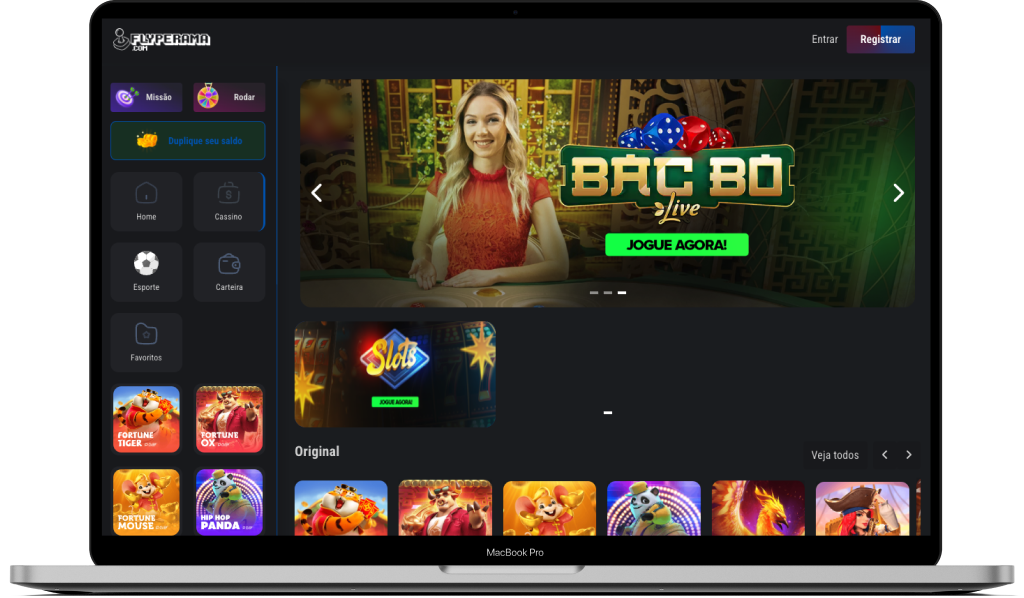 FLYPERAMA
.COM
Entrar
Registrar
Missão
Rodar
Duplique seu saldo
Home
Cassino
Esporte
Carteira
Favoritos
BAC BO
Live
JOGUE AGORA!
Slots
JOGUE AGORA!
FORTUNE
TIGER
FORTUNE
OX
Original
Veja todos
FORTUNE
MOUSE
HIP HOP
PANDA
MacBook Pro